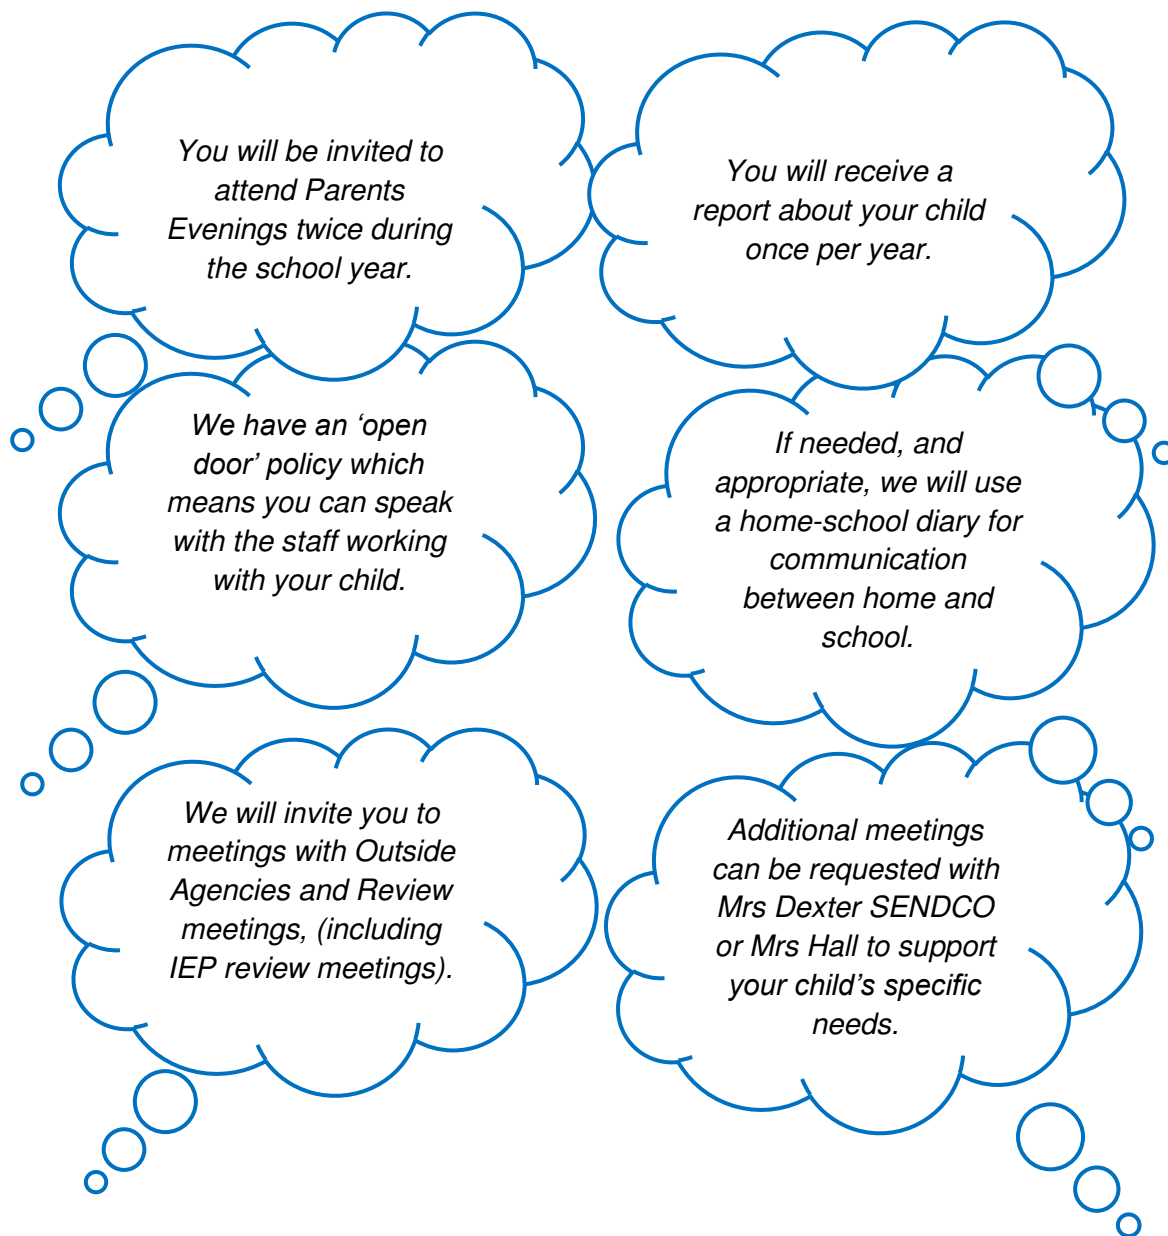 You will be invited to
attend Parents
Evenings twice during
the school year.
You will receive a
report about your child
once per year.
We have an ‘open
door’ policy which
means you can speak
with the staff working
with your child.
If needed, and
appropriate, we will use
a home-school diary for
communication
between home and
school.
We will invite you to
meetings with Outside
Agencies and Review
meetings, (including
IEP review meetings).
Additional meetings
can be requested with
Mrs Dexter SENDCO
or Mrs Hall to support
your child’s specific
needs.